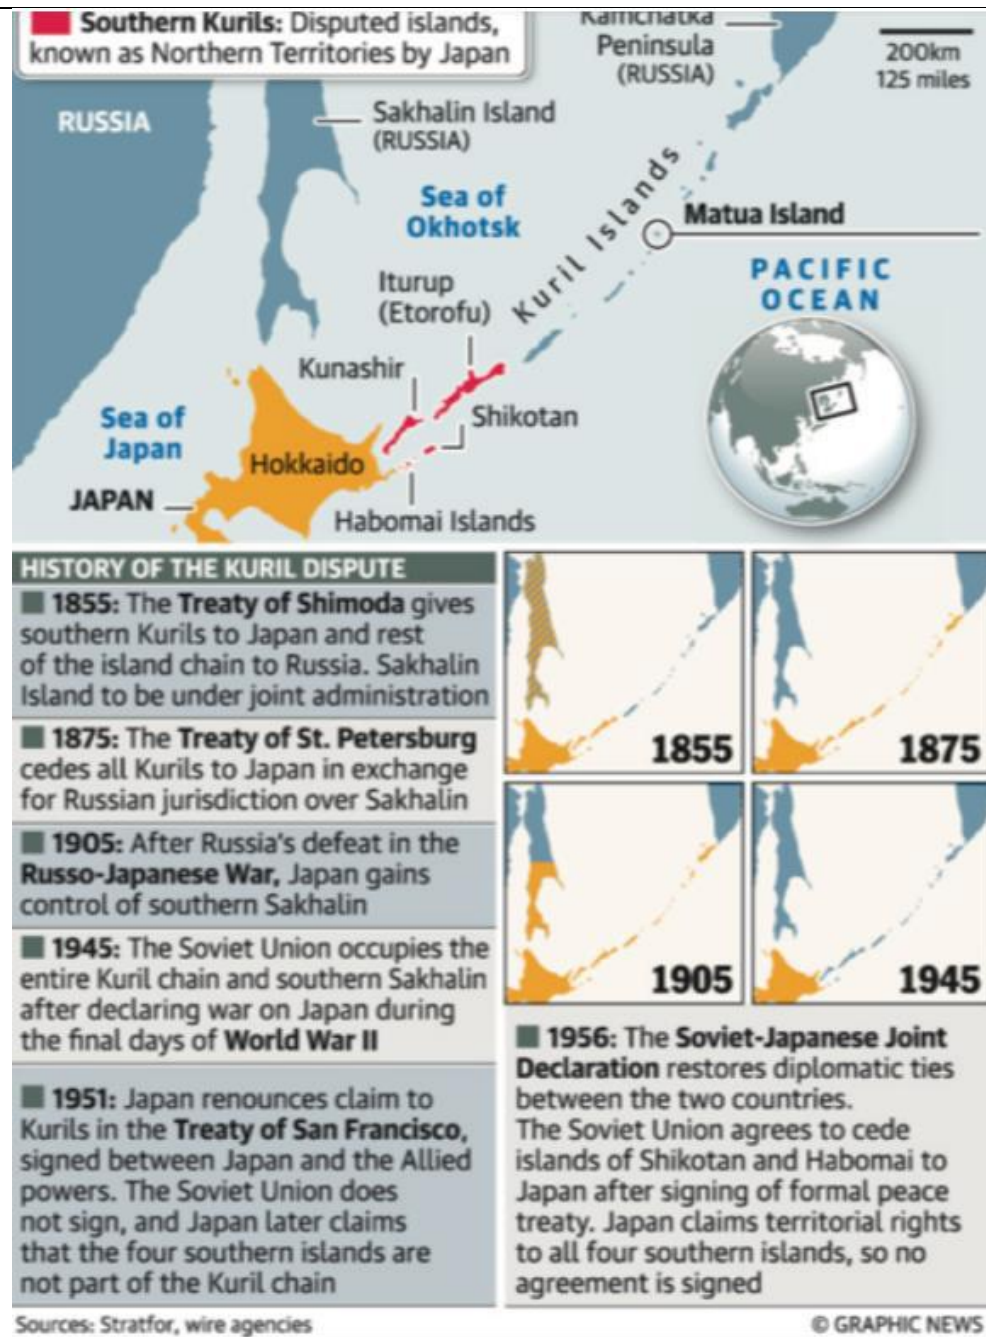 Southern Kurils: Disputed islands,
known as Northern Territories by Japan
Kamchatka
Peninsula
(RUSSIA)
200km
125 miles
RUSSIA
Sakhalin Island
(RUSSIA)
Sea of
Okhotsk
Kuril Islands
Matua Island
PACIFIC
OCEAN
Iturup
(Etorofu)
Kunashir
Shikotan
Sea of
Japan
Hokkaido
JAPAN
Habomai Islands
HISTORY OF THE KURIL DISPUTE
1855: The Treaty of Shimoda gives
southern Kurils to Japan and rest
of the island chain to Russia. Sakhalin
Island to be under joint administration
1875: The Treaty of St. Petersburg
cedes all Kurils to Japan in exchange
for Russian jurisdiction over Sakhalin
1905: After Russia's defeat in the
Russo-Japanese War, Japan gains
control of southern Sakhalin
1945: The Soviet Union occupies the
entire Kuril chain and southern Sakhalin
after declaring war on Japan during
the final days of World War II
1951: Japan renounces claim to
Kurils in the Treaty of San Francisco,
signed between Japan and the Allied
powers. The Soviet Union does
not sign, and Japan later claims
that the four southern islands are
not part of the Kuril chain
1855
1875
1905
1945
1956: The Soviet-Japanese Joint
Declaration restores diplomatic ties
between the two countries.
The Soviet Union agrees to cede
islands of Shikotan and Habomai to
Japan after signing of formal peace
treaty. Japan claims territorial rights
to all four southern islands, so no
agreement is signed
Sources: Stratfor, wire agencies
© GRAPHIC NEWS